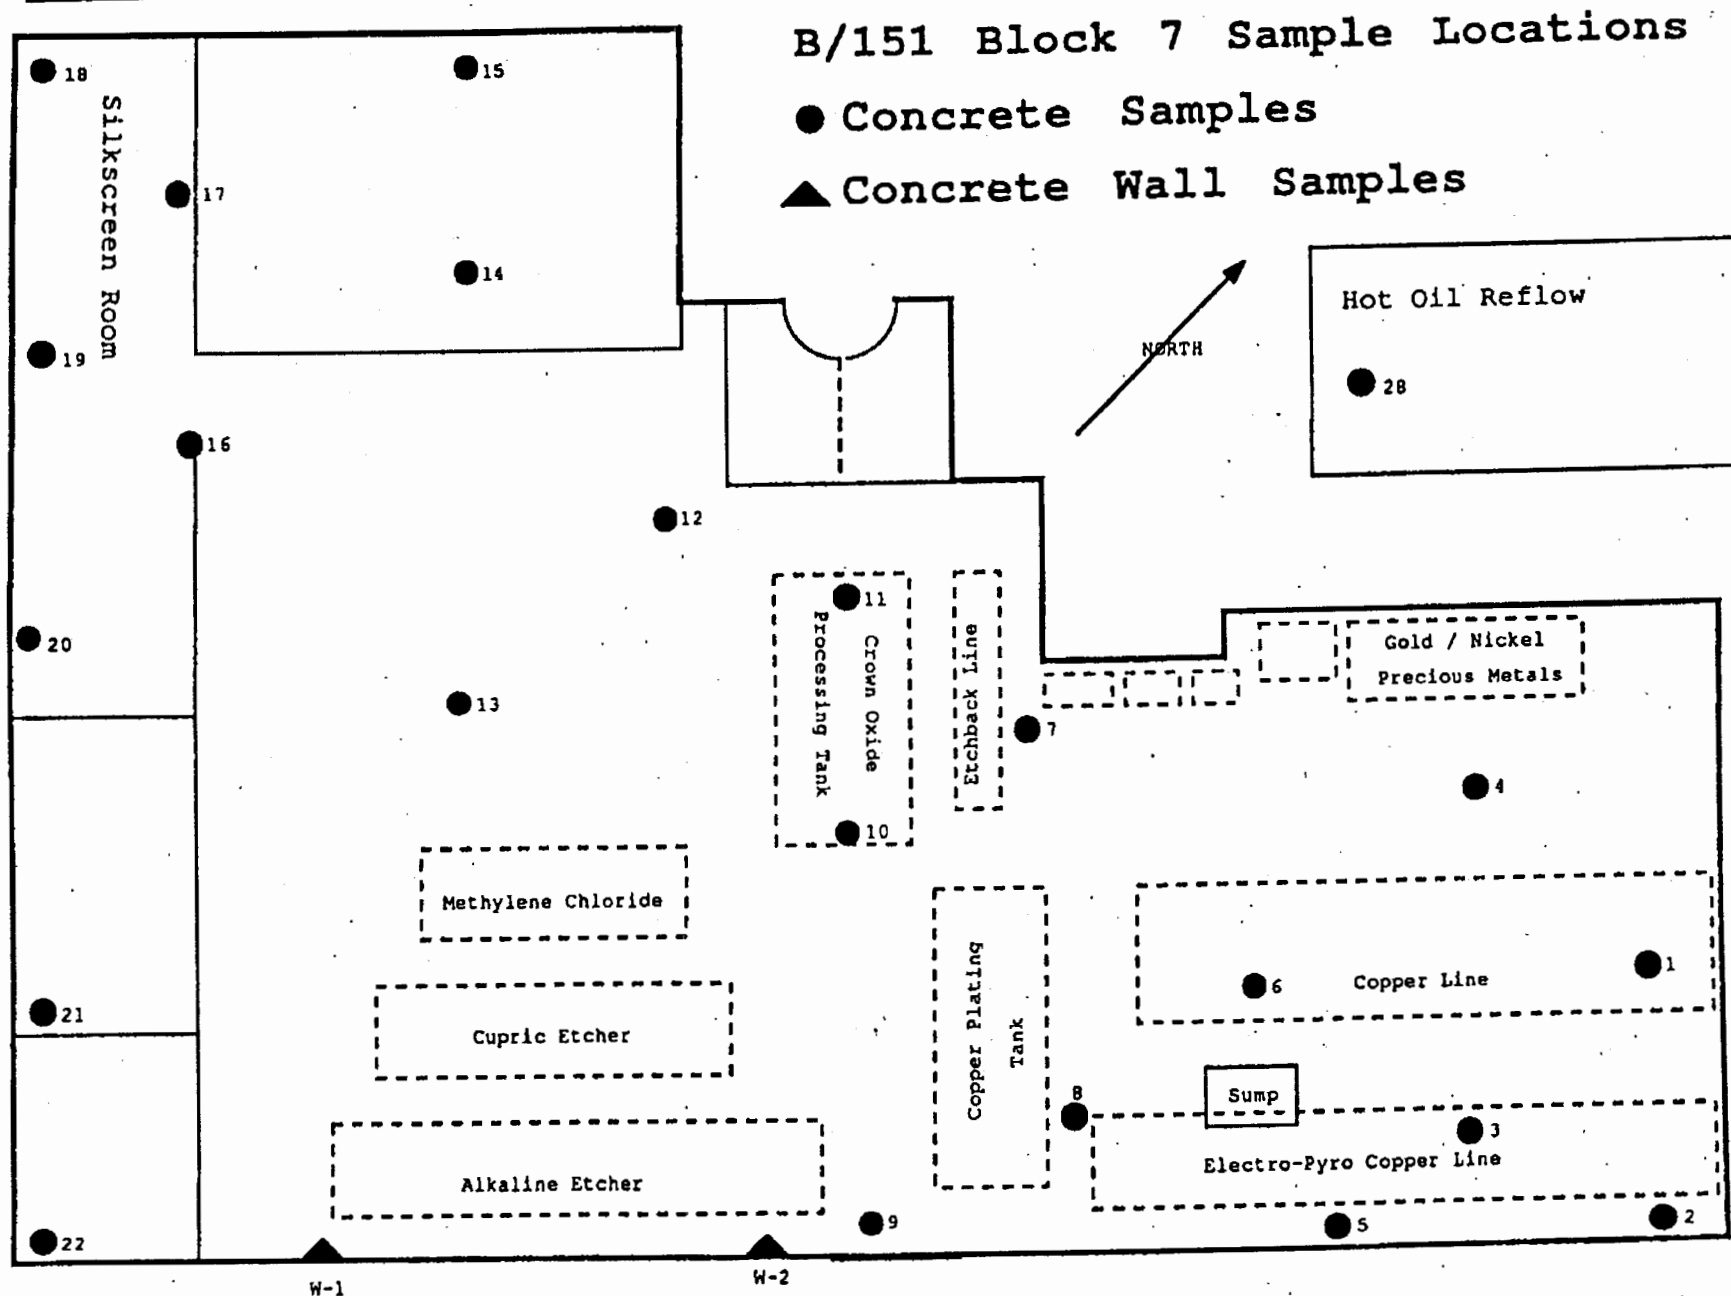 B/151 Block 7 Sample Locations
Concrete Samples
Concrete Wall Samples
18
15
Silkscreen Room
17
14
19
16
NORTH
Hot Oil Reflow
28
12
11
Crown Oxide
Processing Tank
10
Etchback Line
7
Gold / Nickel
Precious Metals
20
13
4
Methylene Chloride
Copper Plating
Tank
6
Copper Line
1
21
Cupric Etcher
8
Sump
3
Electro-Pyro Copper Line
Alkaline Etcher
9
5
2
22
W-1
W-2